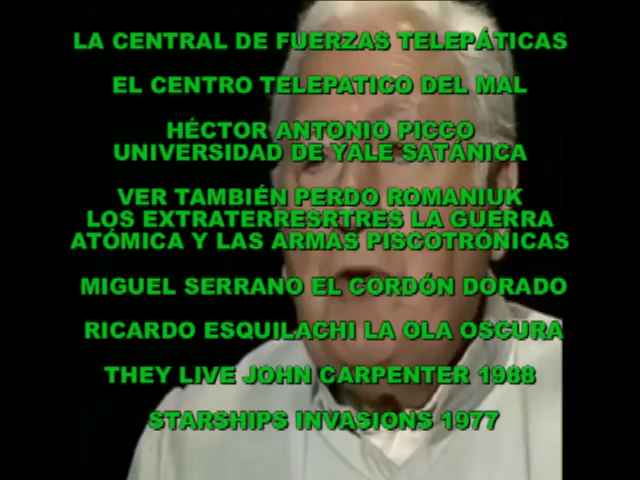 LA CENTRAL DE FUERZAS TELEPÁTICAS
EL CENTRO TELEPATICO DEL MAL
HÉCTOR ANTONIO PICCO
UNIVERSIDAD DE YALE SATÁNICA
VER TAMBIÉN PERDO ROMANIUK
LOS EXTRATERRESRTRES LA GUERRA
ATÓMICA Y LAS ARMAS PISCOTRÓNICAS
MIGUEL SERRANO EL CORDÓN DORADO
RICARDO ESQUILACHI LA OLA OSCURA
THEY LIVE JOHN CARPENTER 1988
STARSHIPS INVASIONS 1977